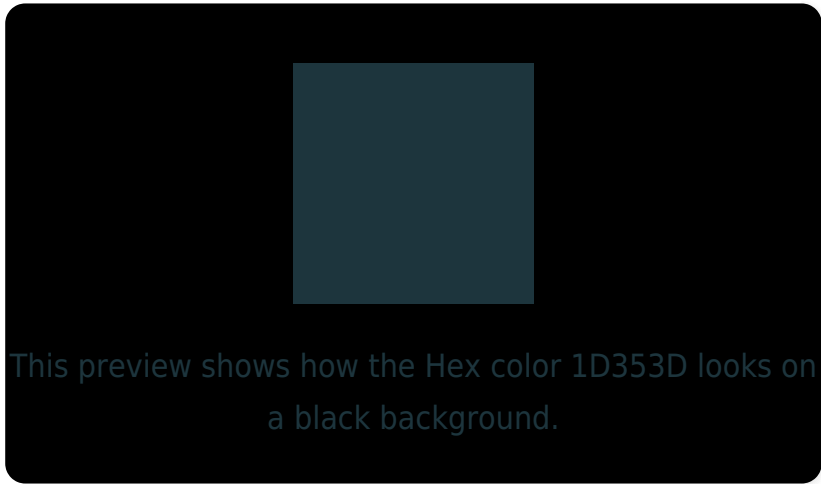 This preview shows how the Hex color 1D353D looks on
a black background.